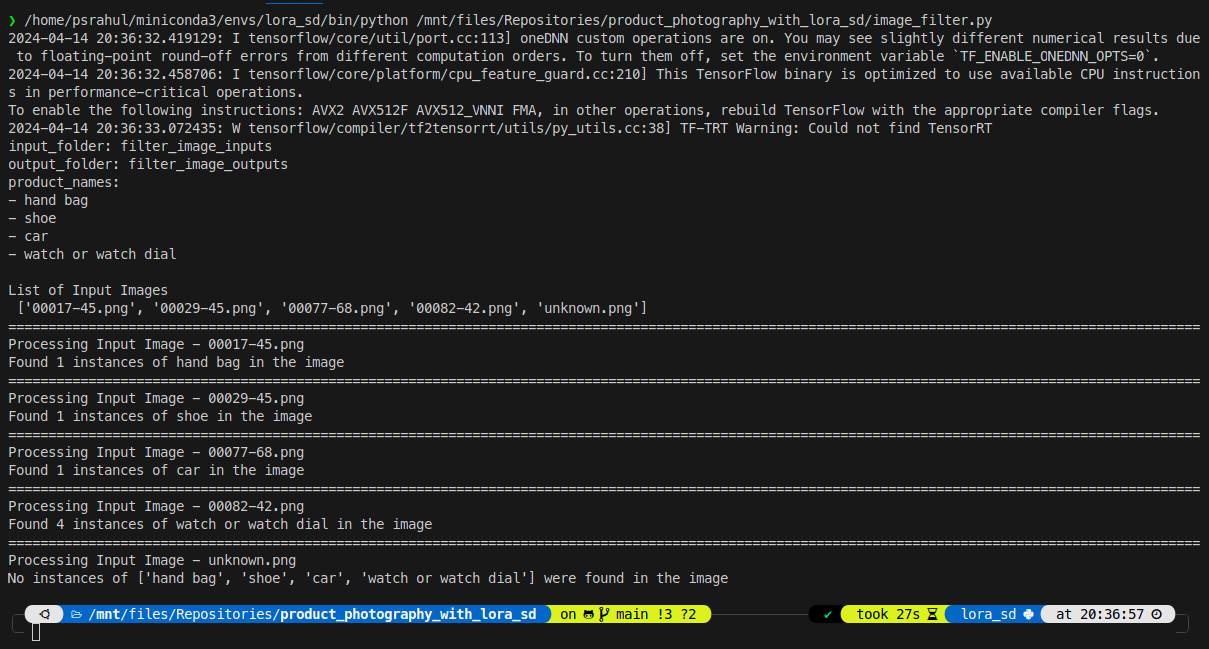 ❯ /home/psrahul/miniconda3/envs/lora_sd/bin/python /mnt/files/Repositories/product_photography_with_lora_sd/image_filter.py
2024-04-14 20:36:32.419129: I tensorflow/core/util/port.cc:113] oneDNN custom operations are on. You may see slightly different numerical results due
 to floating-point round-off errors from different computation orders. To turn them off, set the environment variable `TF_ENABLE_ONEDNN_OPTS=0`.
2024-04-14 20:36:32.458706: I tensorflow/core/platform/cpu_feature_guard.cc:210] This TensorFlow binary is optimized to use available CPU instruction
s in performance-critical operations.
To enable the following instructions: AVX2 AVX512F AVX512_VNNI FMA, in other operations, rebuild TensorFlow with the appropriate compiler flags.
2024-04-14 20:36:33.072435: W tensorflow/compiler/tf2tensorrt/utils/py_utils.cc:38] TF-TRT Warning: Could not find TensorRT
input_folder: filter_image_inputs
output_folder: filter_image_outputs
product_names:
- hand bag
- shoe
- car
- watch or watch dial
List of Input Images
 ['00017-45.png', '00029-45.png', '00077-68.png', '00082-42.png', 'unknown.png']
=====================================================================================================================================================
Processing Input Image - 00017-45.png
Found 1 instances of hand bag in the image
=====================================================================================================================================================
Processing Input Image - 00029-45.png
Found 1 instances of shoe in the image
=====================================================================================================================================================
Processing Input Image - 00077-68.png
Found 1 instances of car in the image
=====================================================================================================================================================
Processing Input Image - 00082-42.png
Found 4 instances of watch or watch dial in the image
=====================================================================================================================================================
Processing Input Image - unknown.png
No instances of ['hand bag', 'shoe', 'car', 'watch or watch dial'] were found in the image
/mnt/files/Repositories/product_photography_with_lora_sd on main !3 ?2 ✔ took 27s lora_sd at 20:36:57